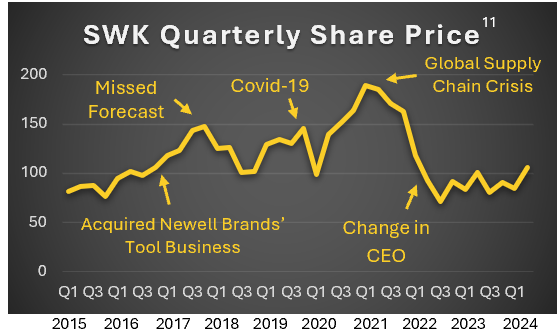 SWK Quarterly Share Price11
Global Supply
Chain Crisis
Missed
Forecast
Covid-19
Acquired Newell Brands’
Tool Business
Change in
CEO
200
150
100
50
0
Q1 Q3 Q1 Q3 Q1 Q3 Q1 Q3 Q1 Q3 Q1 Q3 Q1 Q3 Q1 Q3 Q1 Q3 Q1
2015 2016 2017 2018 2019 2020 2021 2022 2023 2024